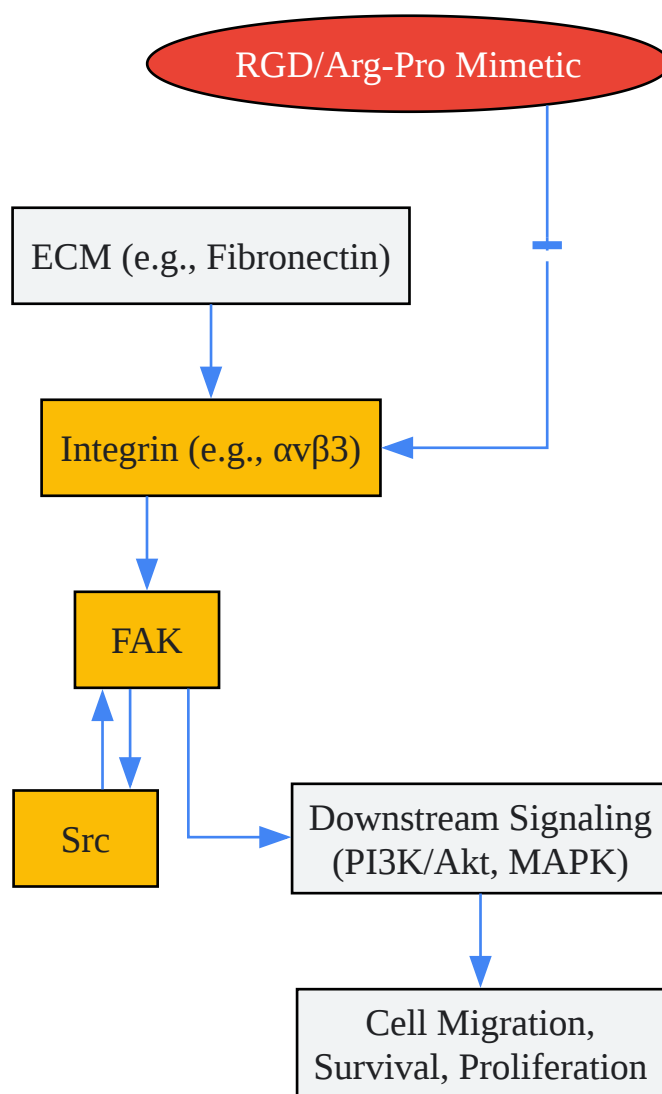 RGD/Arg-Pro Mimetic
ECM (e.g., Fibronectin)
Integrin (e.g., αvβ3)
FAK
Src
Downstream Signaling
(PI3K/Akt, MAPK)
Cell Migration,
Survival, Proliferation